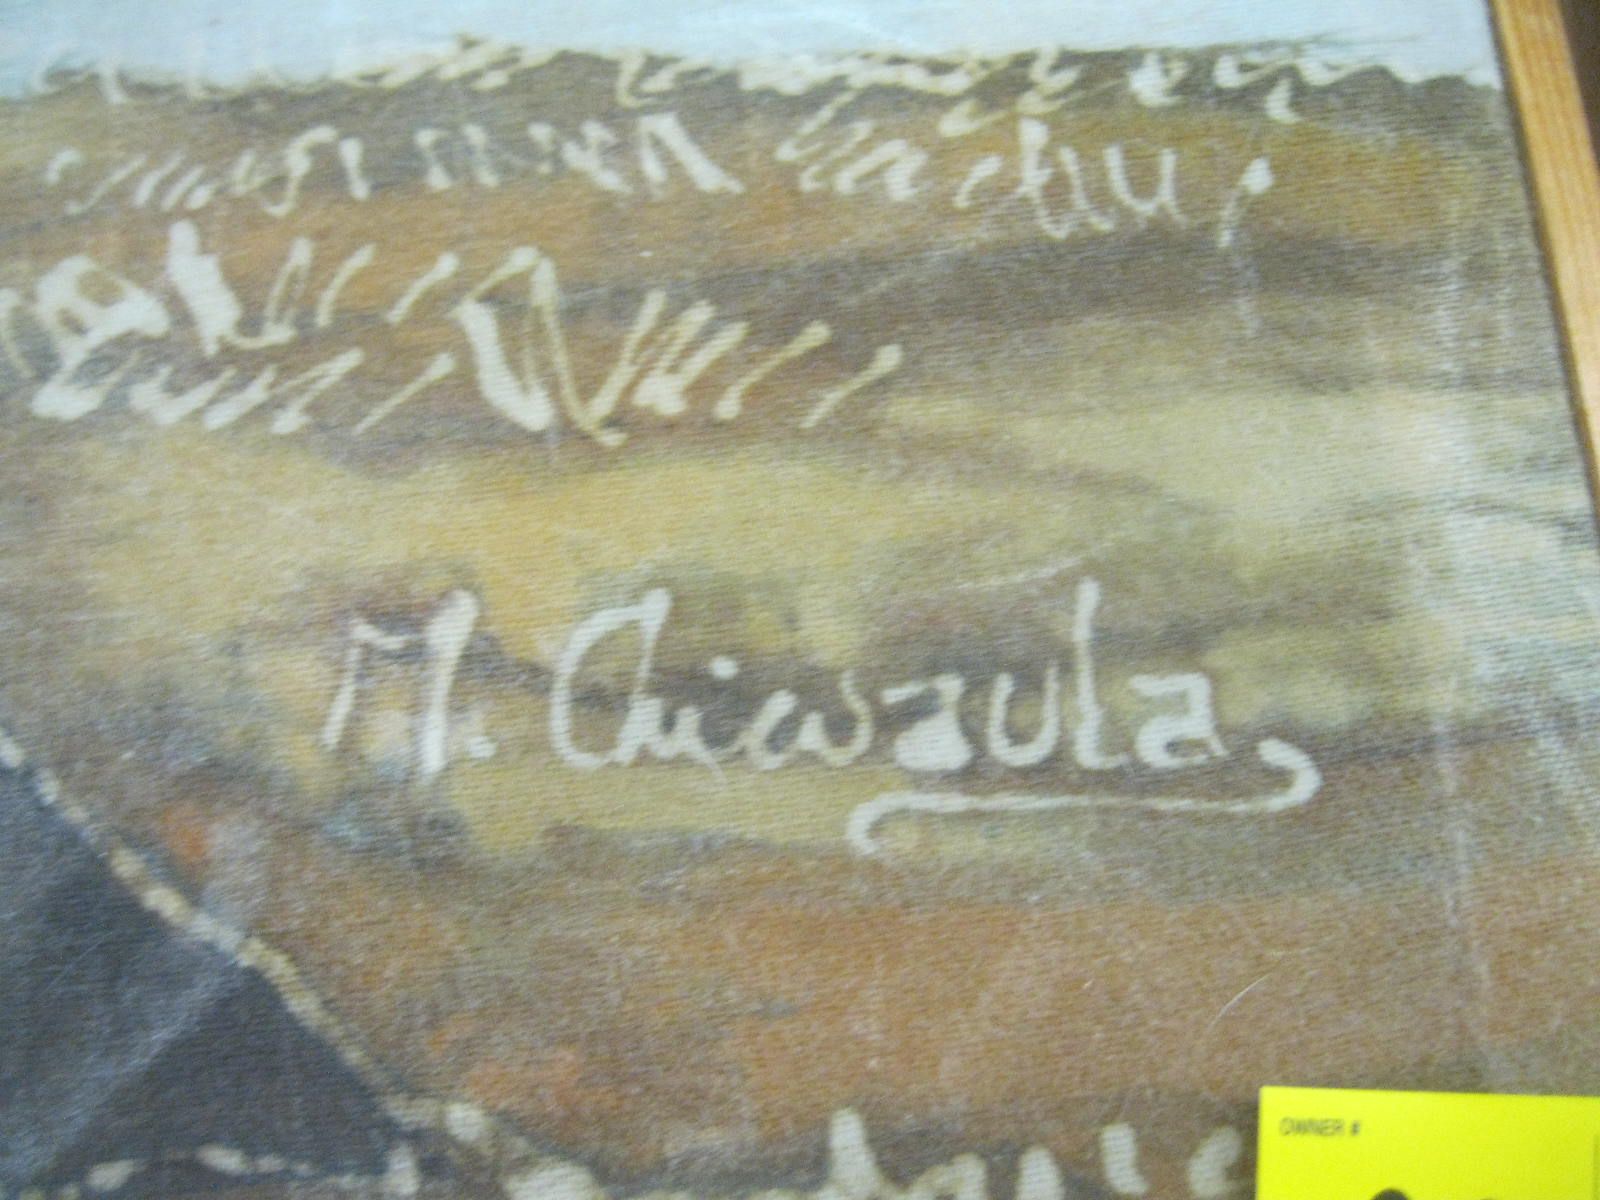 M. Chiwaula
OWNER #